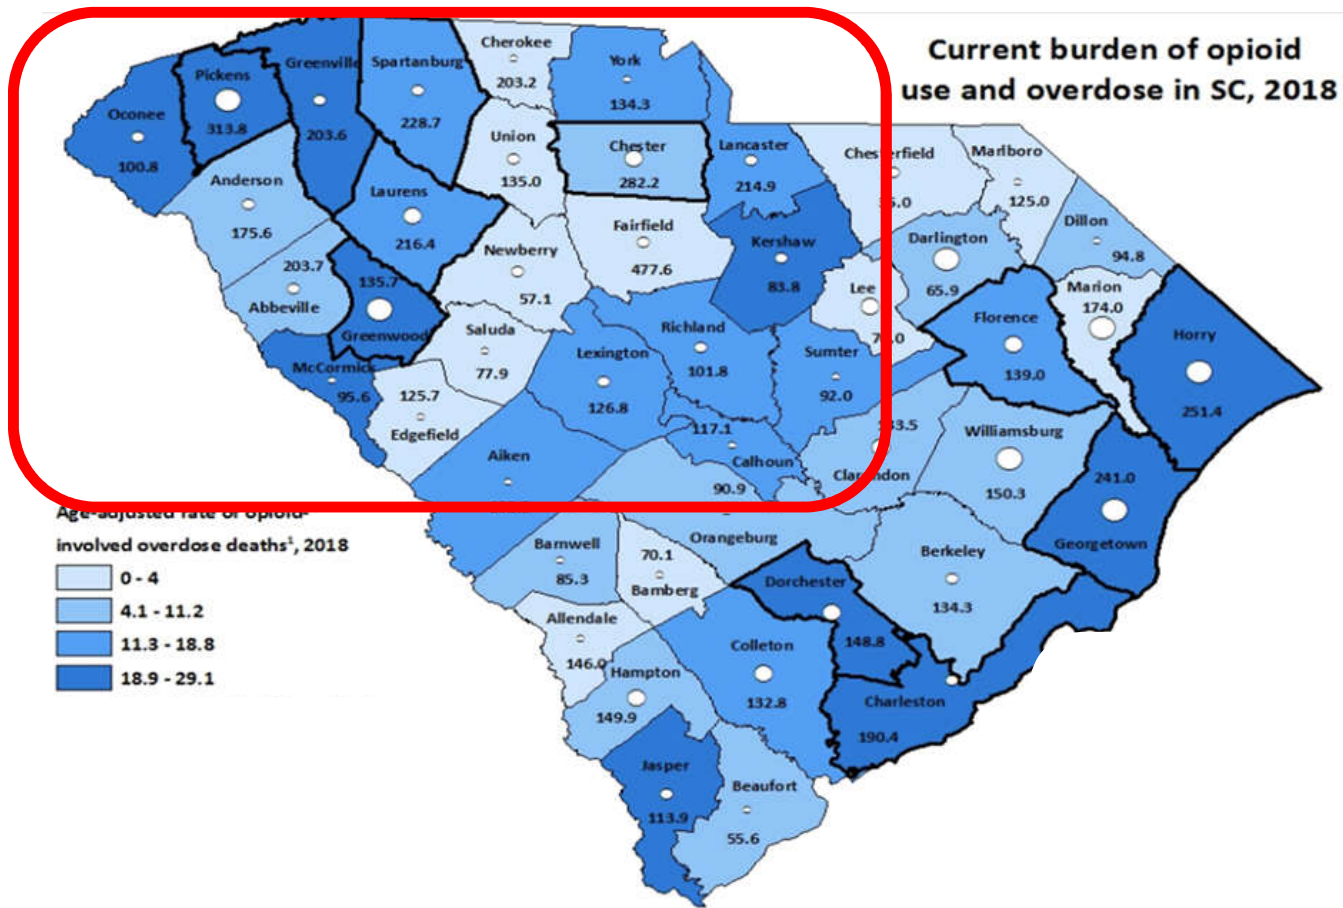 Current burden of opioid
use and overdose in SC, 2018
Cherokee
203.2
York
134.3
Greenville
203.6
Spartanburg
228.7
Pickens
313.8
Oconee
100.8
Union
135.0
Chester
282.2
Lancaster
214.9
Chesterfield
Marlboro
125.0
Anderson
175.6
Laurens
216.4
Fairfield
477.6
Dillon
94.8
Kershaw
83.8
Darlington
65.9
Newberry
57.1
203.7
Abbeville
135.7
Greenwood
Lee
Marion
174.0
Florence
139.0
Horry
251.4
Saluda
77.9
Richland
101.8
Lexington
126.8
Sumter
92.0
McCormick
95.6
125.7
Edgefield
117.1
Calhoun
Clarendon
Williamsburg
150.3
241.0
Georgetown
Aiken
90.9
Orangeburg
Age-adjusted rate of opioid-
involved overdose deaths¹, 2018
0 - 4
4.1 - 11.2
11.3 - 18.8
18.9 - 29.1
Barnwell
85.3
70.1
Bamberg
Berkeley
134.3
Dorchester
148.8
Allendale
146.0
Colleton
132.8
Hampton
149.9
Charleston
190.4
Jasper
113.9
Beaufort
55.6